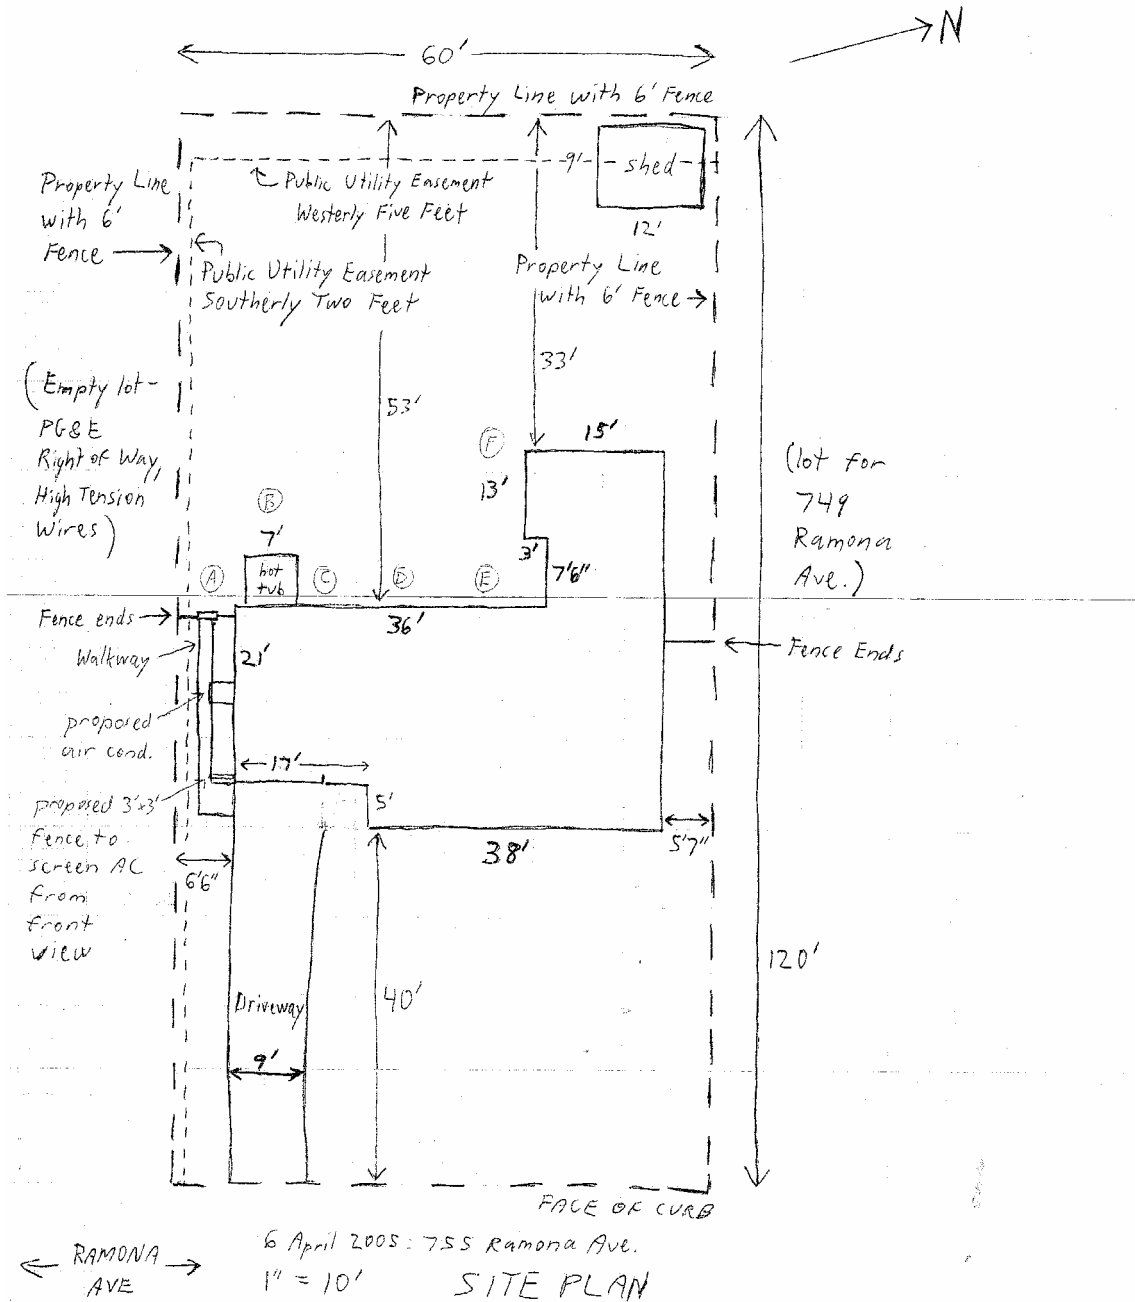 N
60'
Property Line with 6' Fence
9'
shed
12'
Public Utility Easement
Westerly Five Feet
Property Line
with 6'
Fence
Public Utility Easement
Southerly Two Feet
Property Line
with 6' Fence
33'
53'
(Empty lot -
PG&E
Right of Way,
High Tension
Wires)
(lot for
749
Ramona
Ave.)
F
15'
13'
3'
7'6"
B
7'
hot
tub
A
C
D
E
36'
Fence ends
Walkway
21'
Fence Ends
proposed
air cond.
17'
5'
proposed 3'x3'
fence to
screen AC
from
front
view
6'6"
38'
5'7"
120'
40'
Driveway
9'
FACE OF CURB
RAMONA
AVE
6 April 2005: 755 Ramona Ave.
1" = 10'
SITE PLAN